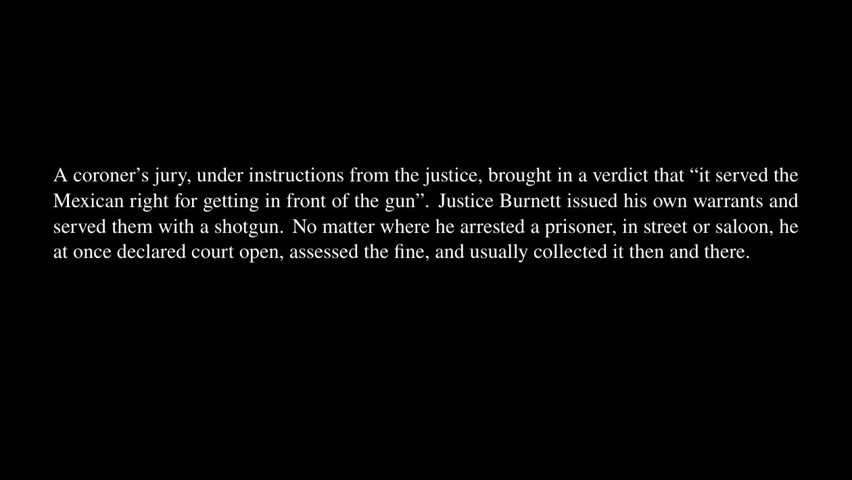 A coroner’s jury, under instructions from the justice, brought in a verdict that “it served the
Mexican right for getting in front of the gun”. Justice Burnett issued his own warrants and
served them with a shotgun. No matter where he arrested a prisoner, in street or saloon, he
at once declared court open, assessed the fine, and usually collected it then and there.